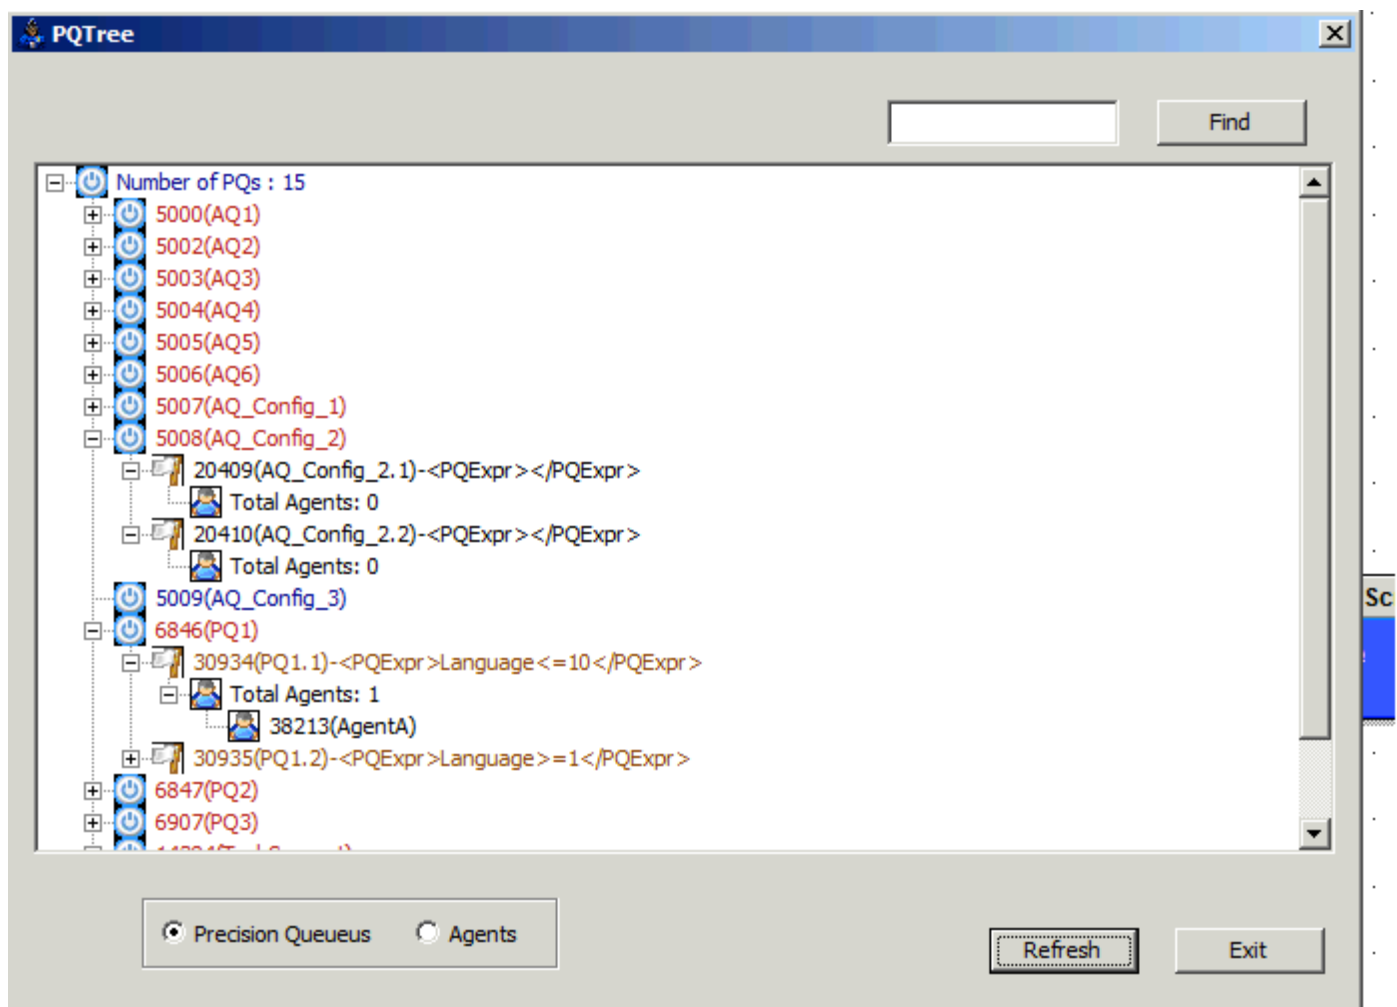 PQTree
Find
Number of PQs : 15
5000(AQ1)
5002(AQ2)
5003(AQ3)
5004(AQ4)
5005(AQ5)
5006(AQ6)
5007(AQ_Config_1)
5008(AQ_Config_2)
20409(AQ_Config_2.1)-<PQExpr></PQExpr>
Total Agents: 0
20410(AQ_Config_2.2)-<PQExpr></PQExpr>
Total Agents: 0
5009(AQ_Config_3)
Sc
6846(PQ1)
30934(PQ1.1)-<PQExpr>Language<=10</PQExpr>
Total Agents: 1
38213(AgentA)
30935(PQ1.2)-<PQExpr>Language>=1</PQExpr>
6847(PQ2)
6907(PQ3)
Precision Queueus Agents
Refresh Exit